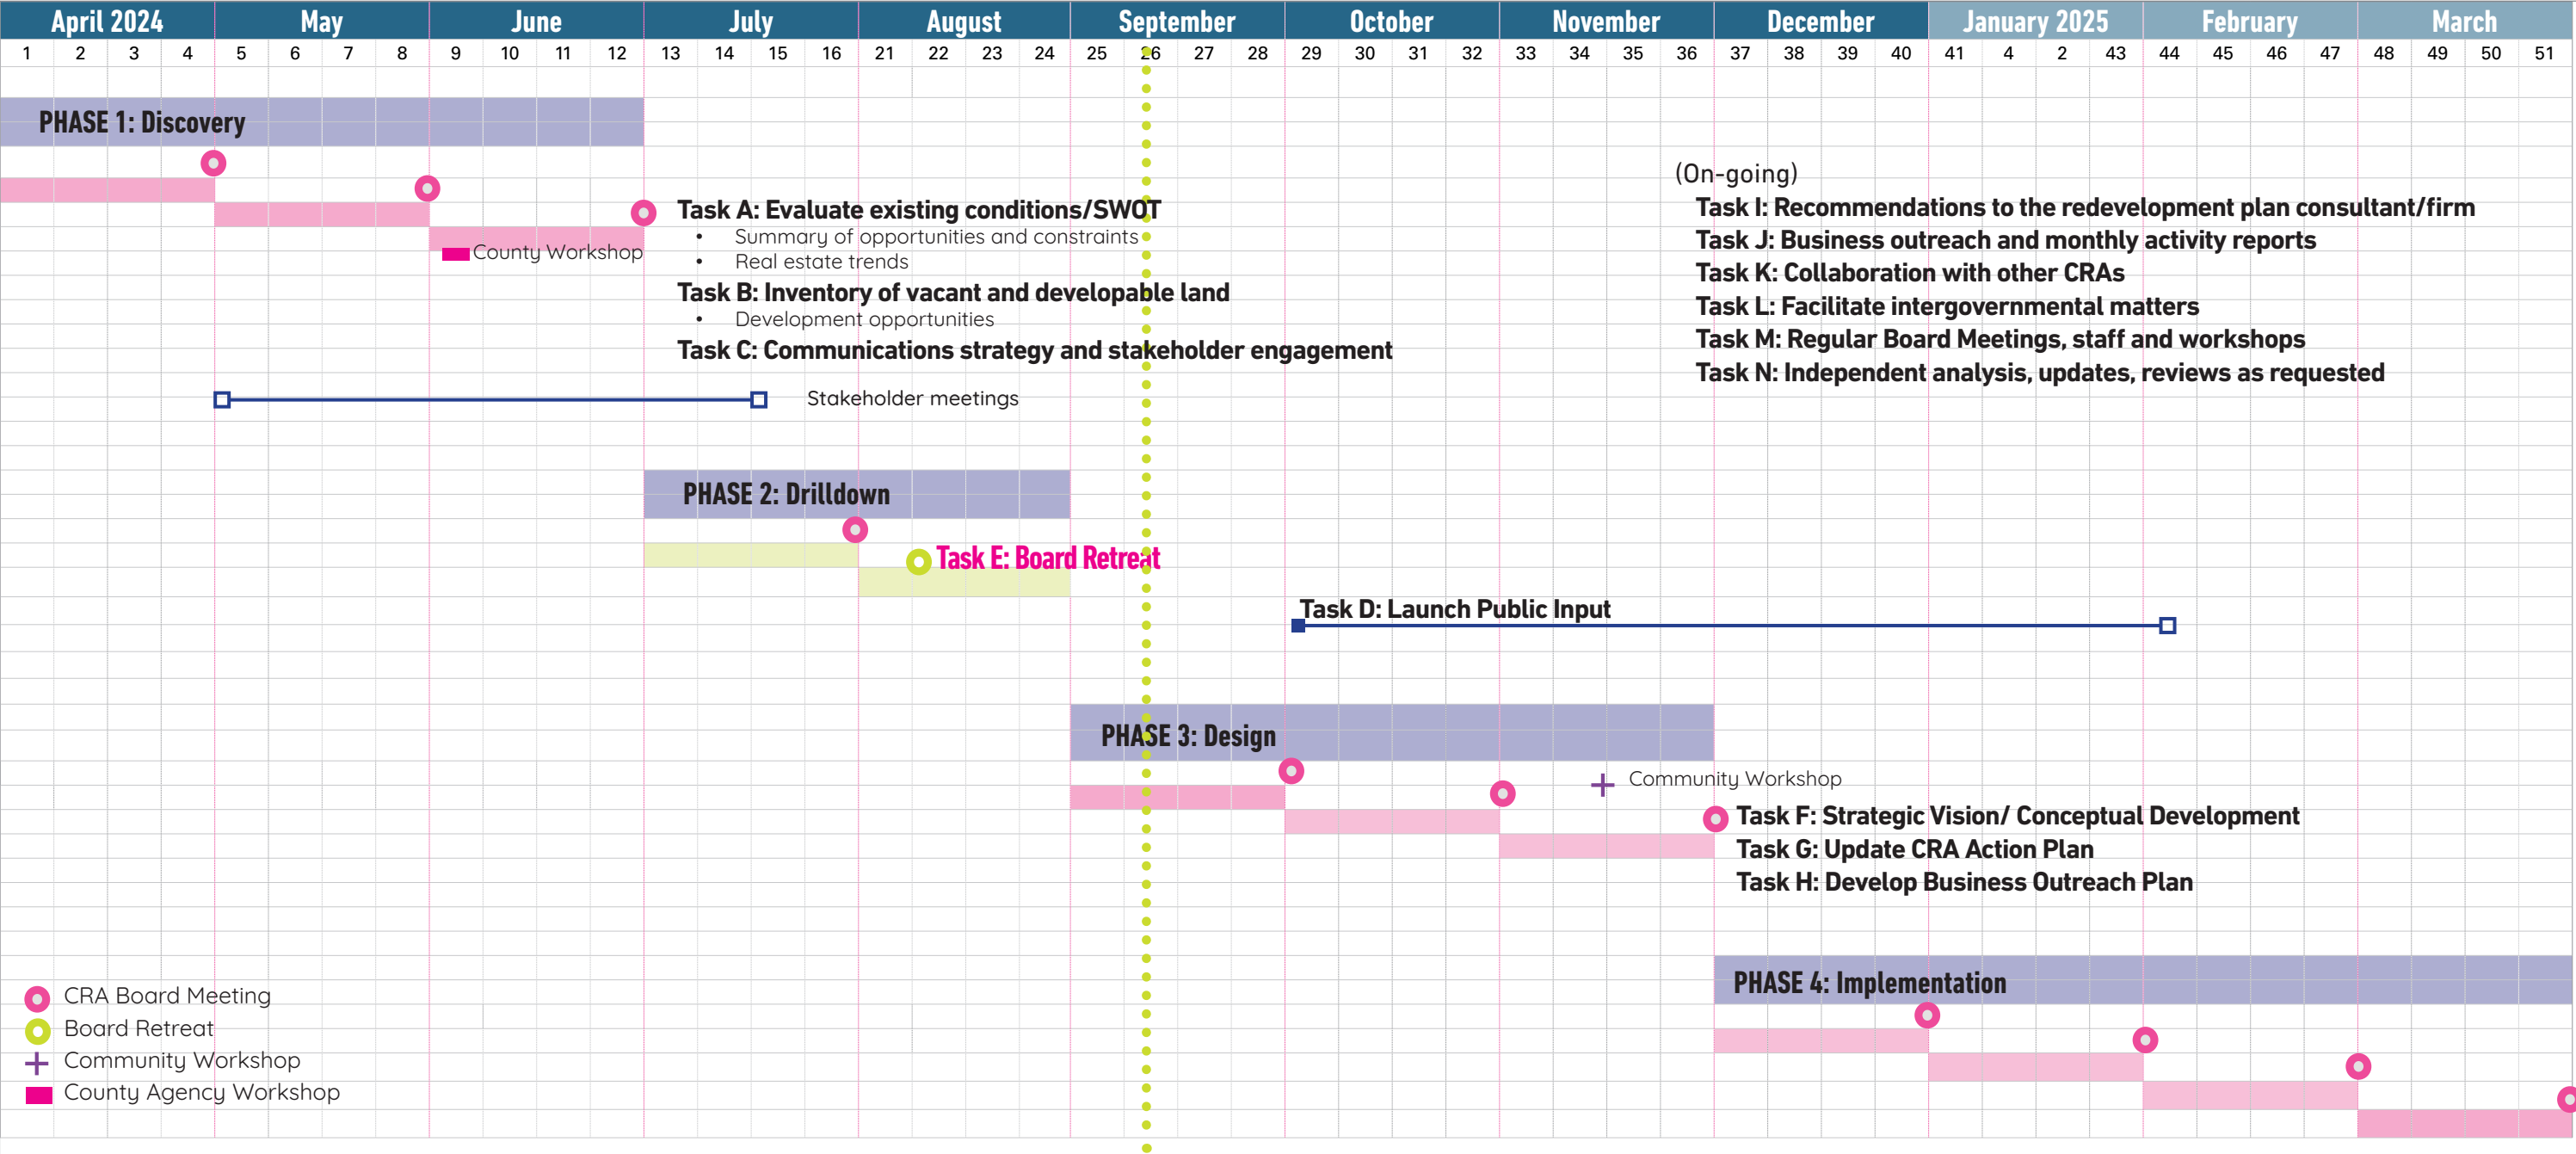 April 2024 May June July August September October November December January 2025 February March
1 2 3 4 5 6 7 8 9 10 11 12 13 14 15 16 21 22 23 24 25 26 27 28 29 30 31 32 33 34 35 36 37 38 39 40 41 4 2 43 44 45 46 47 48 49 50 51
PHASE 1: Discovery
County Workshop
Task A: Evaluate existing conditions/SWOT
• Summary of opportunities and constraints
• Real estate trends
Task B: Inventory of vacant and developable land
• Development opportunities
Task C: Communications strategy and stakeholder engagement
Stakeholder meetings
(On-going)
Task I: Recommendations to the redevelopment plan consultant/firm
Task J: Business outreach and monthly activity reports
Task K: Collaboration with other CRAs
Task L: Facilitate intergovernmental matters
Task M: Regular Board Meetings, staff and workshops
Task N: Independent analysis, updates, reviews as requested
PHASE 2: Drilldown
Task E: Board Retreat
Task D: Launch Public Input
PHASE 3: Design
Community Workshop
Task F: Strategic Vision/ Conceptual Development
Task G: Update CRA Action Plan
Task H: Develop Business Outreach Plan
PHASE 4: Implementation
CRA Board Meeting
Board Retreat
Community Workshop
County Agency Workshop